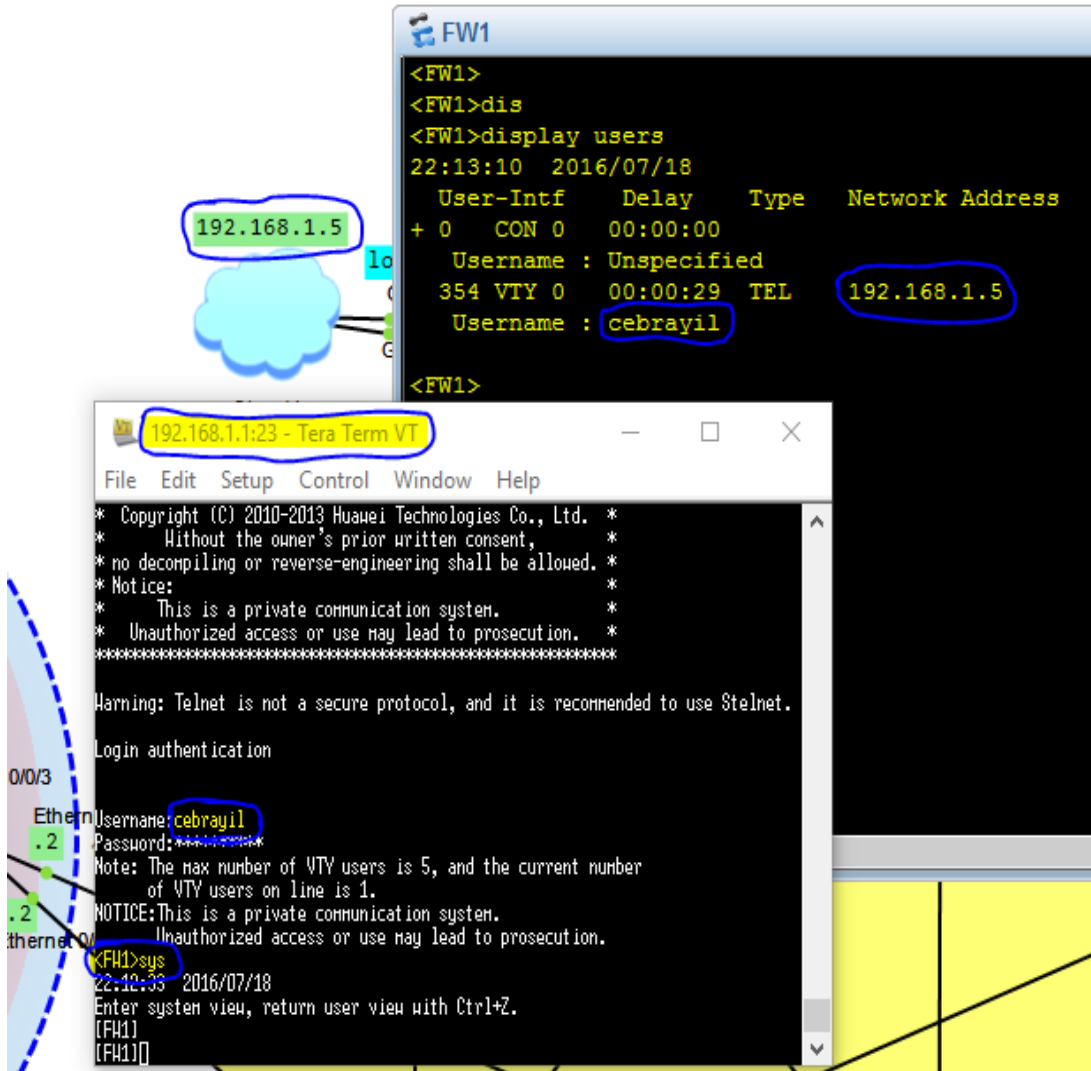 FW1
<FW1>
<FW1>dis
<FW1>display users
22:13:10 2016/07/18
User-Intf Delay Type Network Address
+ 0 CON 0 00:00:00
Username : Unspecified
354 VTY 0 00:00:29 TEL 192.168.1.5
Username : cebrayil
<FW1>
192.168.1.5
lo
G
192.168.1.1:23 - Tera Term VT
File Edit Setup Control Window Help
* Copyright (C) 2010-2013 Huawei Technologies Co., Ltd. *
* Without the owner's prior written consent, *
* no decompiling or reverse-engineering shall be allowed. *
* Notice: *
* This is a private communication system. *
* Unauthorized access or use may lead to prosecution. *
Warning: Telnet is not a secure protocol, and it is recommended to use Stelnet.
Login authentication
Username:cebrayil
Password:**********
Note: The max number of VTY users is 5, and the current number
of VTY users on line is 1.
NOTICE:This is a private communication system.
Unauthorized access or use may lead to prosecution.
<FW1>sys
22:12:33 2016/07/18
Enter system view, return user view with Ctrl+Z.
[FW1]
[FW1]
0/0/3
Ethern
.2
.2
thernet 0/